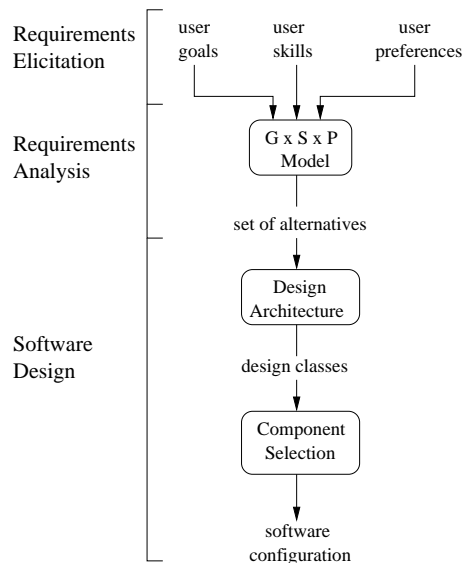 Requirements
Elicitation
user
goals
user
skills
user
preferences
Requirements
Analysis
G x S x P
Model
set of alternatives
Software
Design
Design
Architecture
design classes
Component
Selection
software
configuration